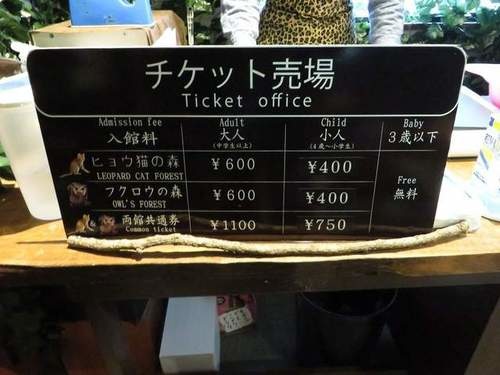 チケット売場
Ticket office
Admission fee Adult Child Baby
入館料 大人 小人 3歳以下
(中学生以上) (4歳～小学生)
ヒョウ猫の森 ¥600 ¥400
LEOPARD CAT FOREST
フクロウの森 ¥600 ¥400
OWL'S FOREST
両館共通券 ¥1100 ¥750
Common ticket
Free
無料